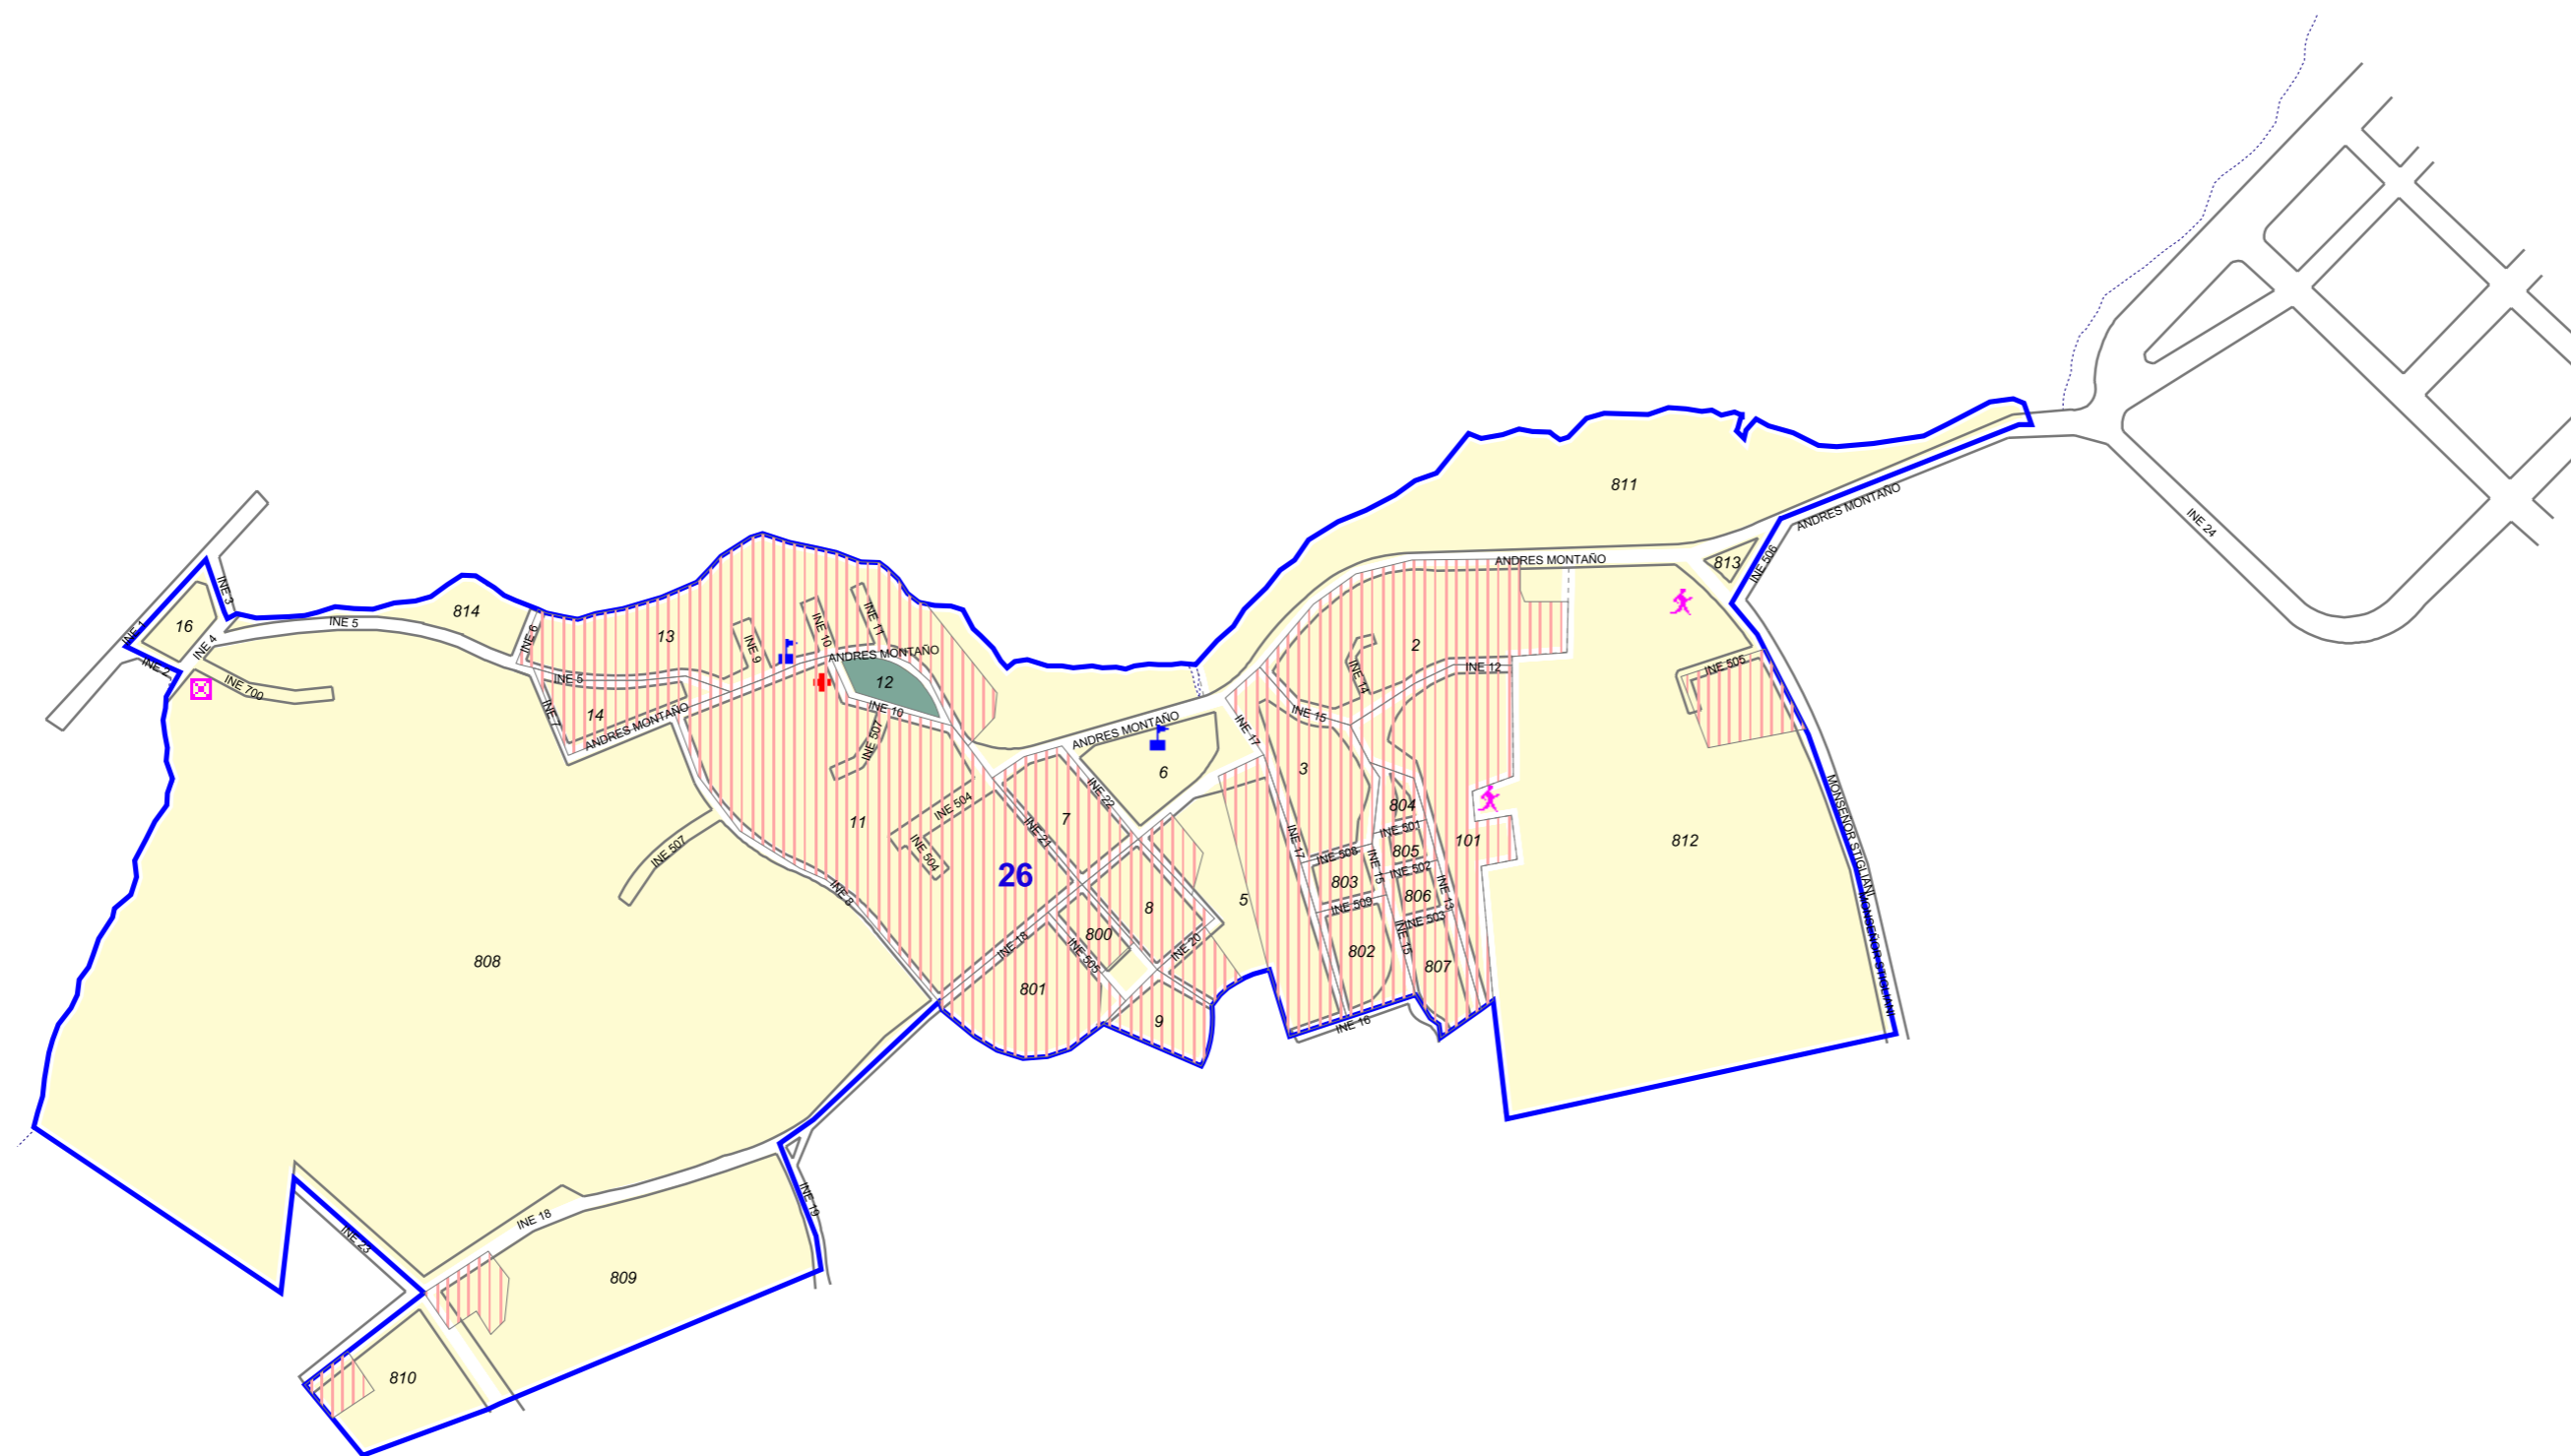 INE 24
811
ANDRES MONTAÑO
ANDRES MONTAÑO
INE 506
813
INE 3
16
INE 1
INE 4
INE 2
INE 700
814
INE 5
INE 6
13
INE 9
INE 10
INE 11
ANDRES MONTAÑO
12
INE 10
INE 5
INE 7
14
ANDRES MONTAÑO
INE 507
ANDRES MONTAÑO
6
INE 17
INE 15
INE 14
2
INE 12
INE 505
3
INE 22
7
INE 21
INE 504
INE 504
11
INE 507
INE 8
26
804
INE 501
805
INE 502
101
812
MONSEÑOR STIGLIANI
MONSEÑOR STIGLIANI
INE 17
INE 508
INE 15
803
806
INE 13
INE 509
INE 503
5
8
800
INE 18
INE 505
INE 20
INE 15
802
807
808
801
9
INE 16
INE 19
INE 18
INE 23
809
810